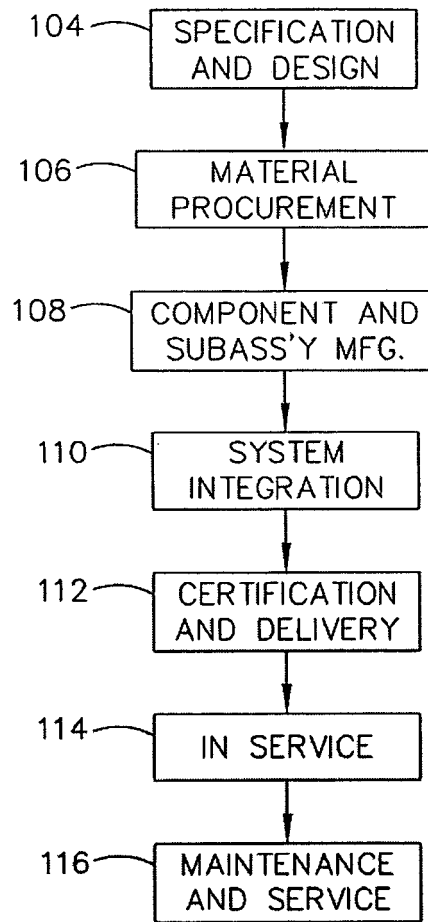 104
SPECIFICATION
AND DESIGN
106
MATERIAL
PROCUREMENT
108
COMPONENT AND
SUBASS'Y MFG.
110
SYSTEM
INTEGRATION
112
CERTIFICATION
AND DELIVERY
114
IN SERVICE
116
MAINTENANCE
AND SERVICE